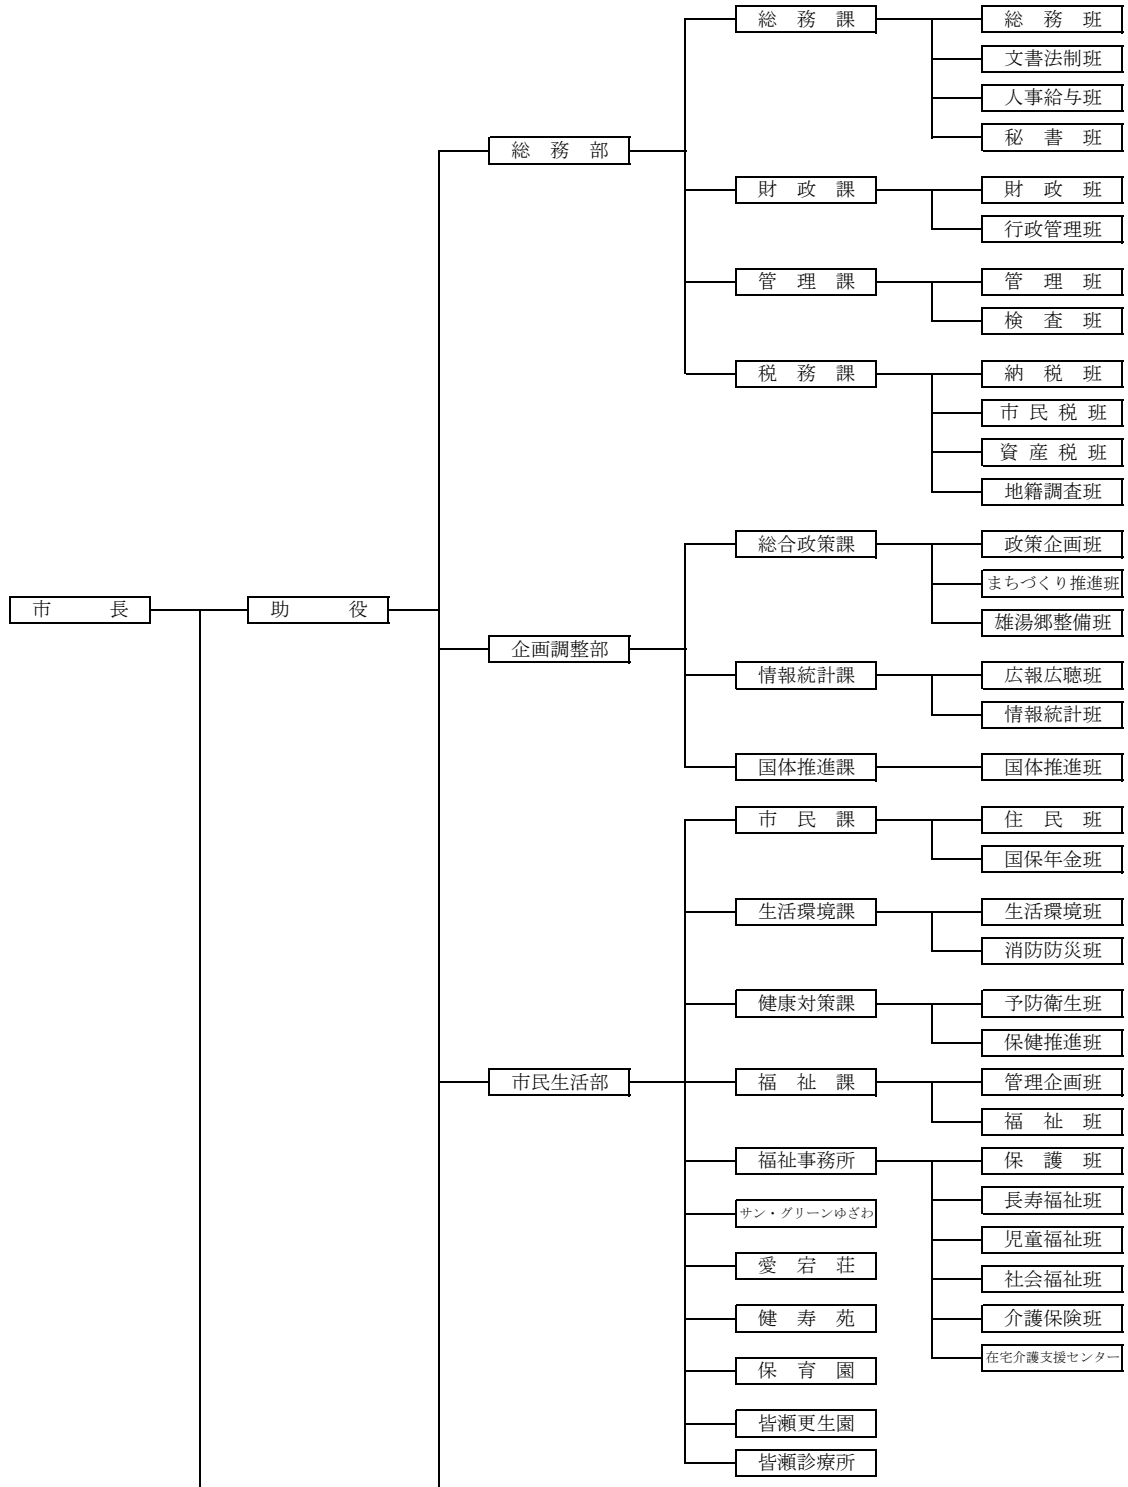 総務課 総務班
文書法制班
人事給与班
秘書班
総務部
財政課 財政班
行政管理班
管理課 管理班
検査班
税務課 納税班
市民税班
資産税班
地籍調査班
総合政策課 政策企画班
まちづくり推進班
市長 助役
雄湯郷整備班
企画調整部
情報統計課 広報広聴班
情報統計班
国体推進課 国体推進班
市民課 住民班
国保年金班
生活環境課 生活環境班
消防防災班
健康対策課 予防衛生班
保健推進班
市民生活部 福祉課 管理企画班
福祉班
福祉事務所 保護班
長寿福祉班
サン・グリーンゆざわ
児童福祉班
愛宕荘
社会福祉班
健寿苑 介護保険班
在宅介護支援センター
保育園
皆瀬更生園
皆瀬診療所